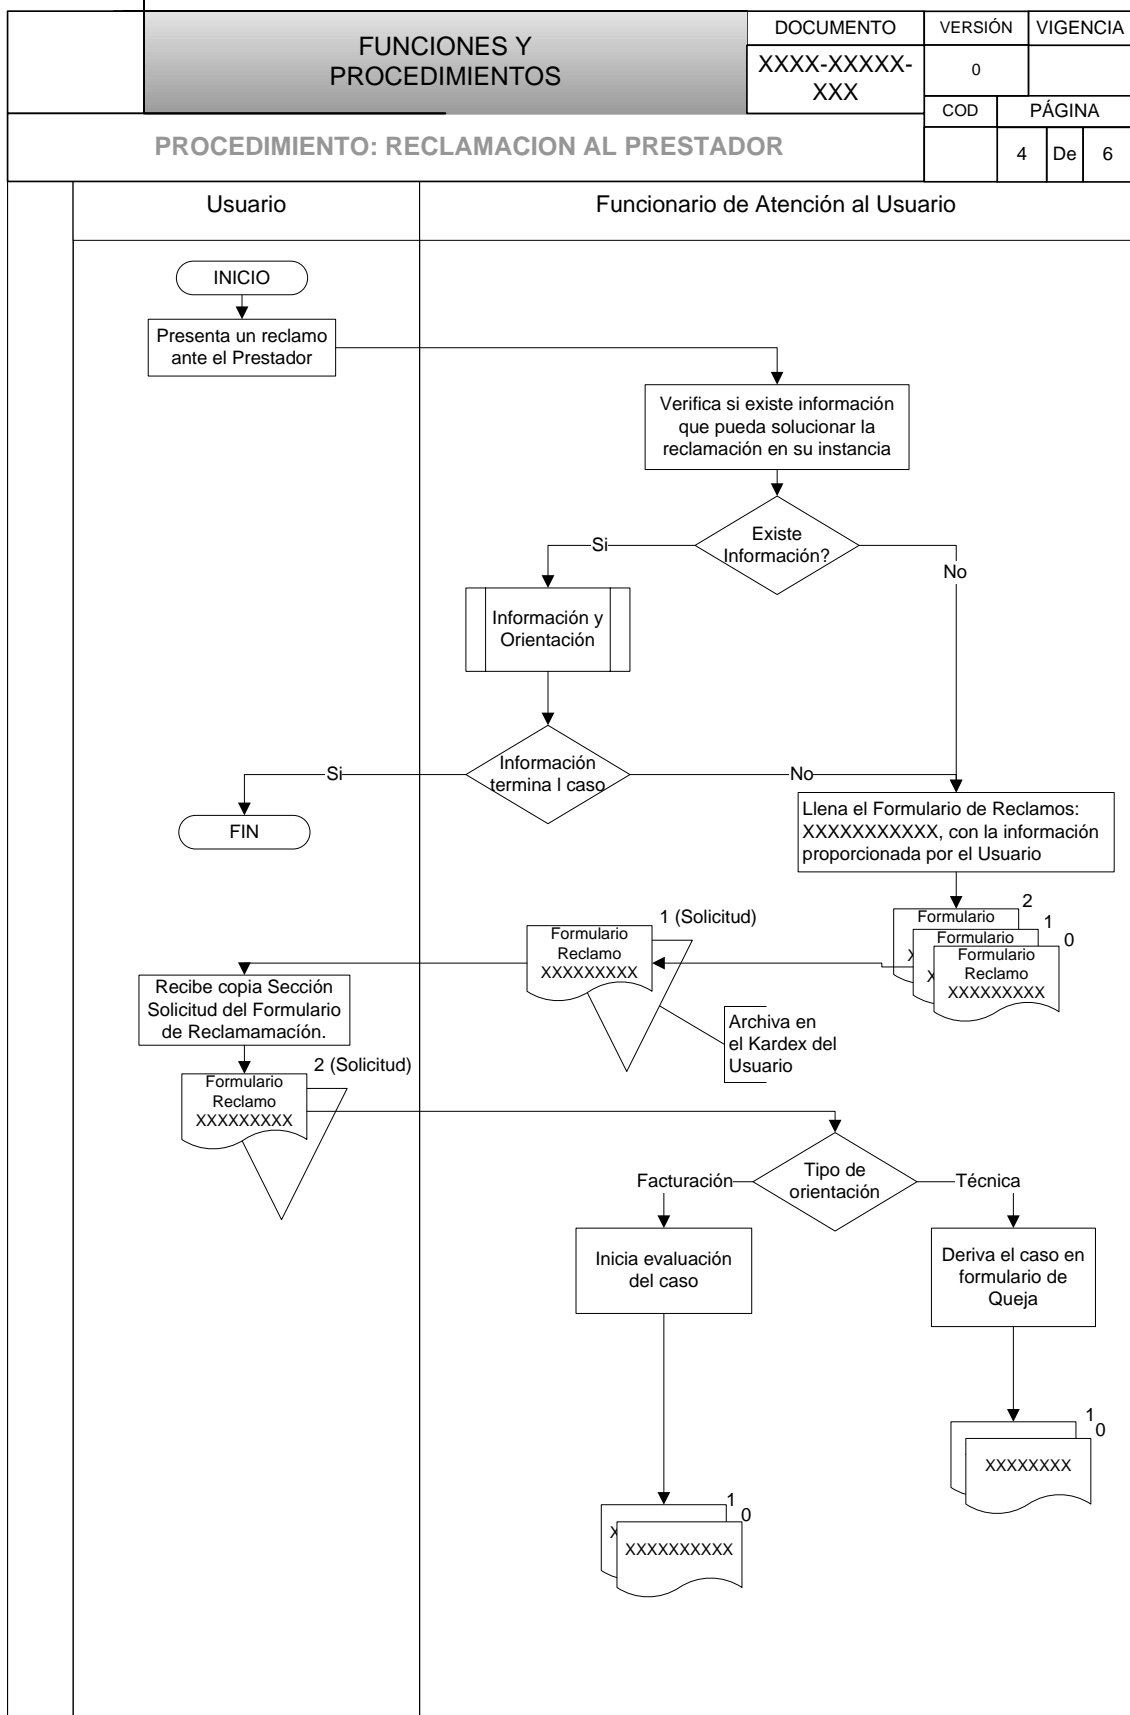 FUNCIONES Y
PROCEDIMIENTOS
DOCUMENTO
XXXX-XXXXX-
XXX
VERSIÓN
VIGENCIA
0
COD
PÁGINA
4
De
6
PROCEDIMIENTO: RECLAMACION AL PRESTADOR
Usuario
Funcionario de Atención al Usuario
INICIO
Presenta un reclamo
ante el Prestador
Verifica si existe información
que pueda solucionar la
reclamación en su instancia
Existe
Información?
Si
No
Información y
Orientación
Información
termina l caso
Si
No
FIN
Llena el Formulario de Reclamos:
XXXXXXXXXXX, con la información
proporcionada por el Usuario
Formulario
2
X
Formulario
1
X
Formulario
Reclamo
XXXXXXXXX
0
1 (Solicitud)
Formulario
Reclamo
XXXXXXXXX
Archiva en
el Kardex del
Usuario
Recibe copia Sección
Solicitud del Formulario
de Reclamamacíon.
2 (Solicitud)
Formulario
Reclamo
XXXXXXXXX
Tipo de
orientación
Facturación
Técnica
Inicia evaluación
del caso
Deriva el caso en
formulario de
Queja
1
0
XXXXXXXX
1
0
X
XXXXXXXXXX